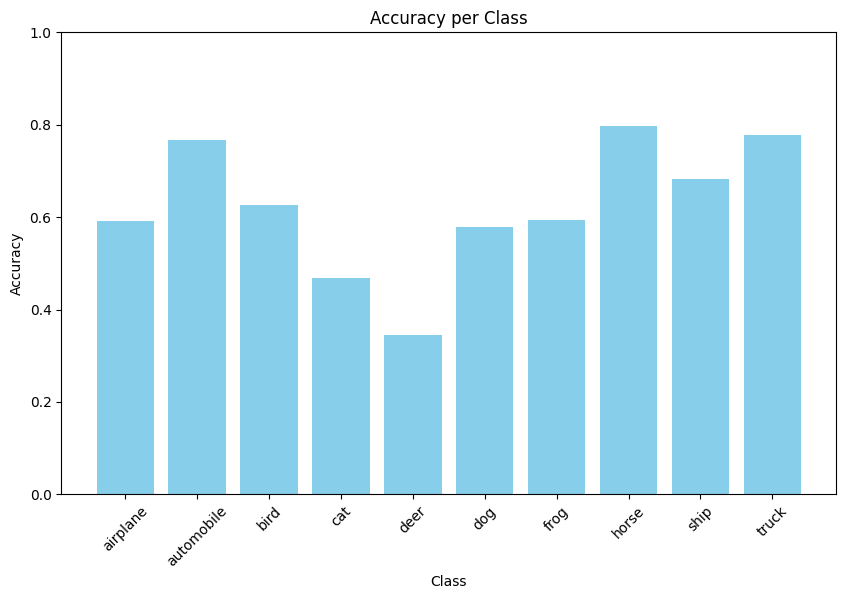 Accuracy per Class
1.0
0.8
0.6
0.4
0.2
0.0
Accuracy
airplane
automobile
bird
cat
deer
dog
frog
horse
ship
truck
Class